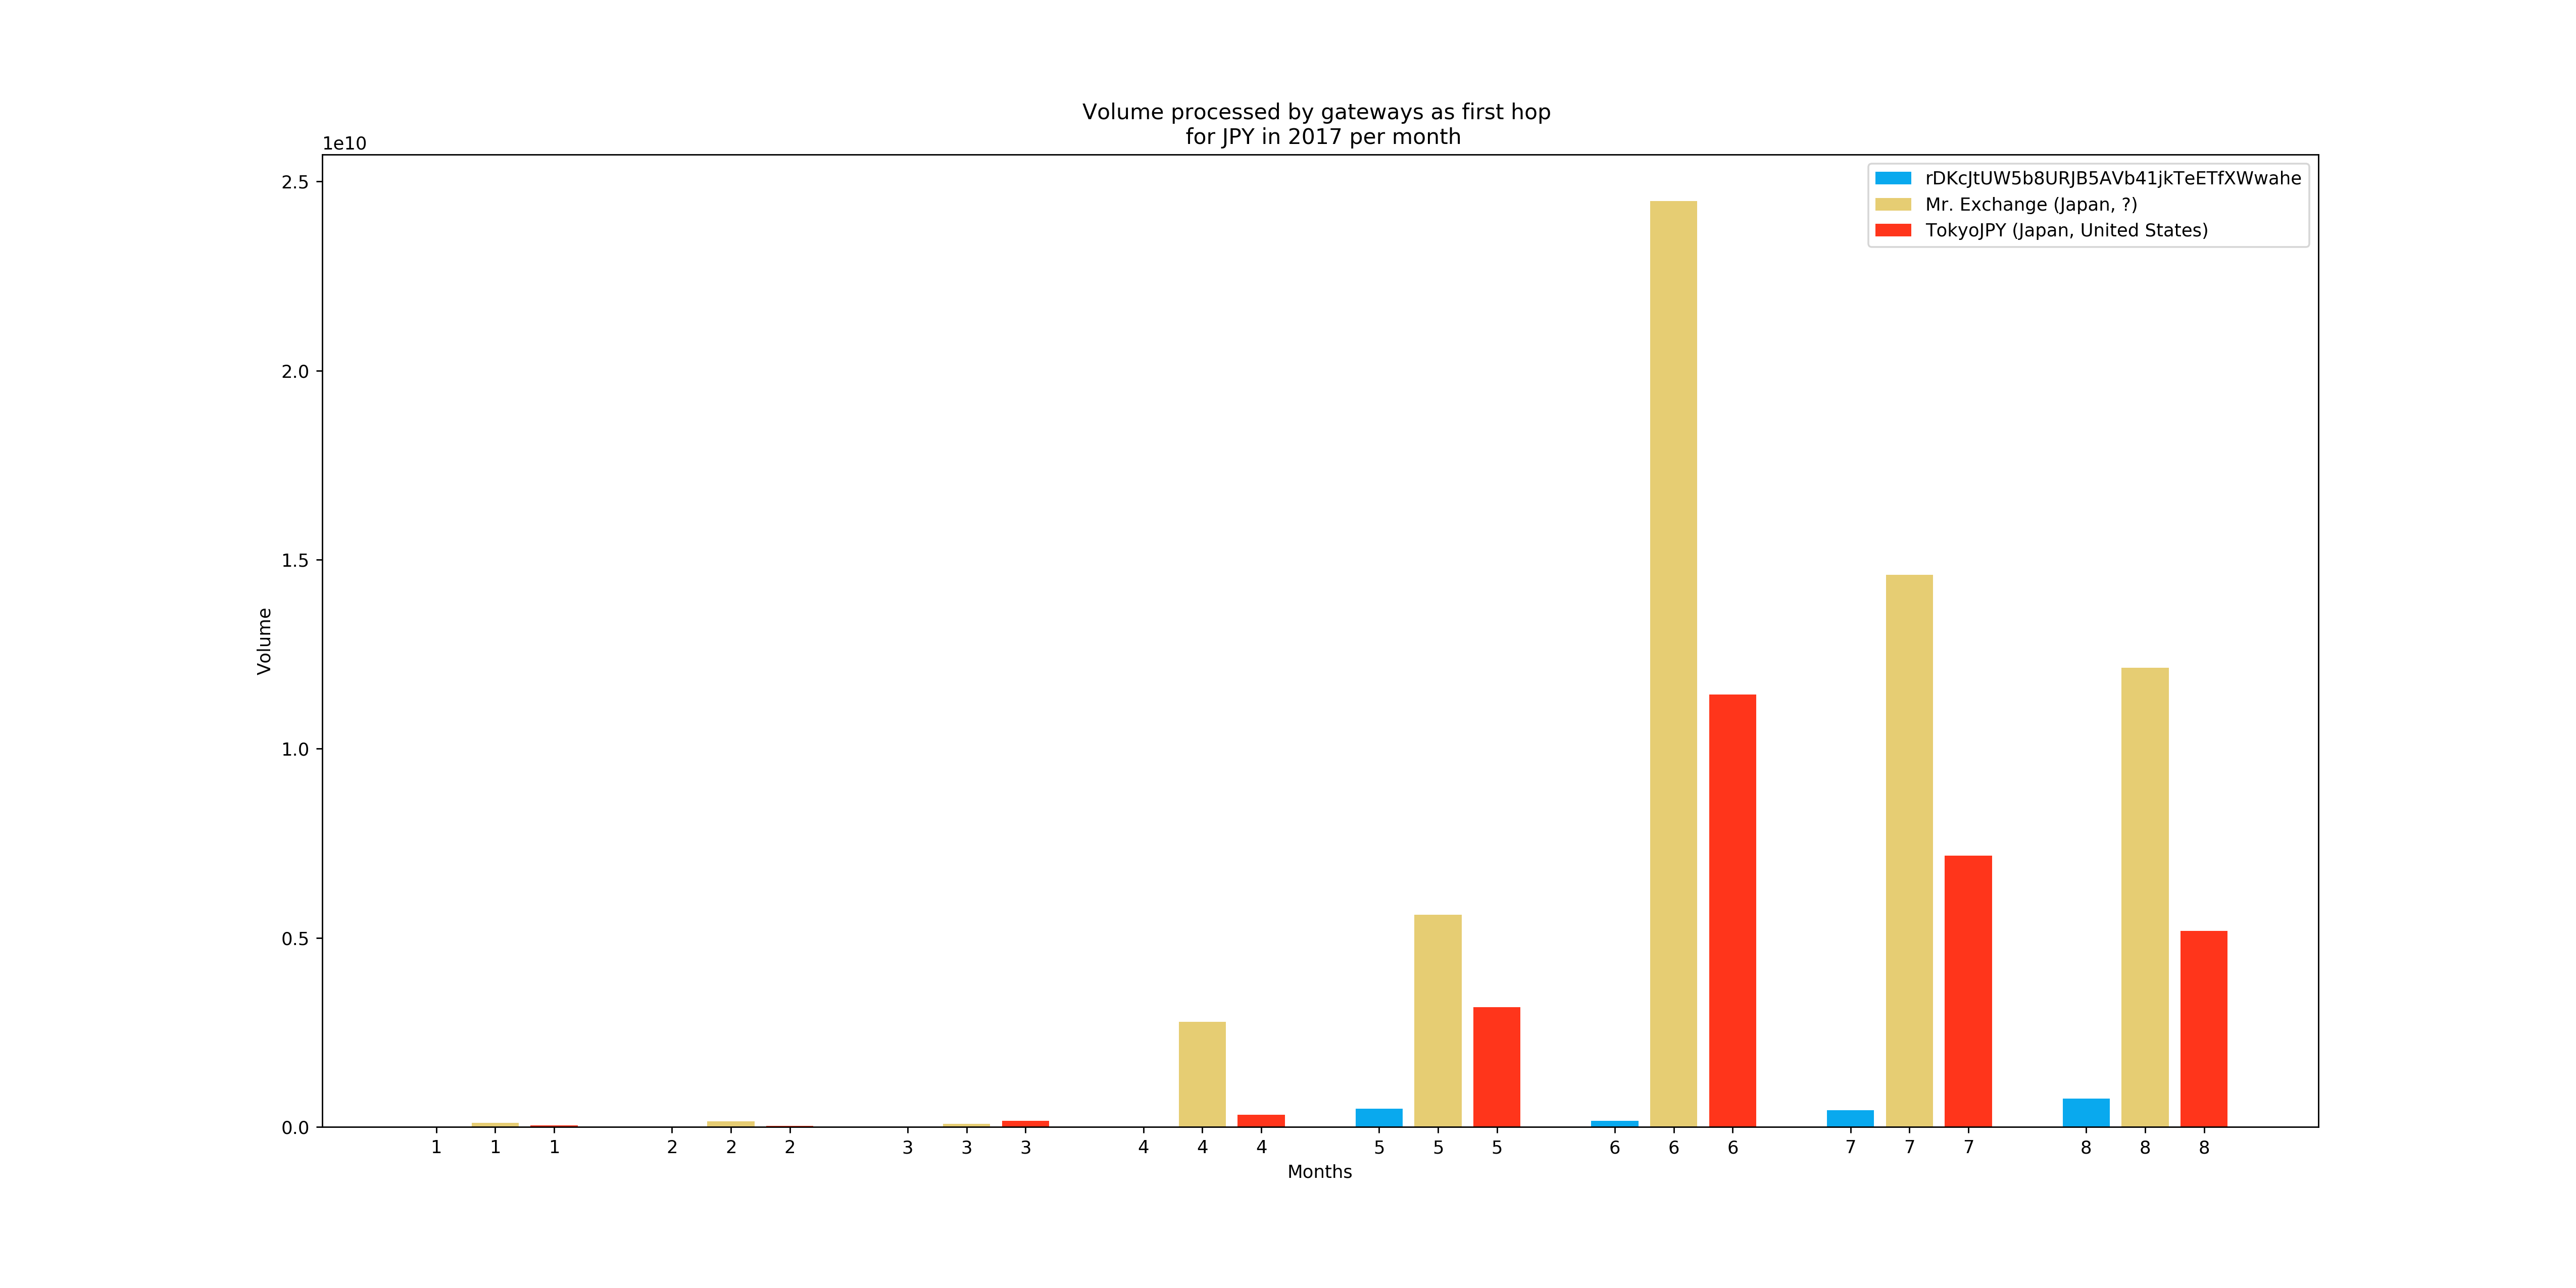 Volume processed by gateways as first hop
for JPY in 2017 per month
1e10
2.5
2.0
1.5
1.0
0.5
0.0
Volume
rDKcJtUW5b8URJB5AVb41jkTeETfXWwahe
Mr. Exchange (Japan, ?)
TokyoJPY (Japan, United States)
1 1 1 2 2 2 3 3 3 4 4 4 5 5 5 6 6 6 7 7 7 8 8 8
Months